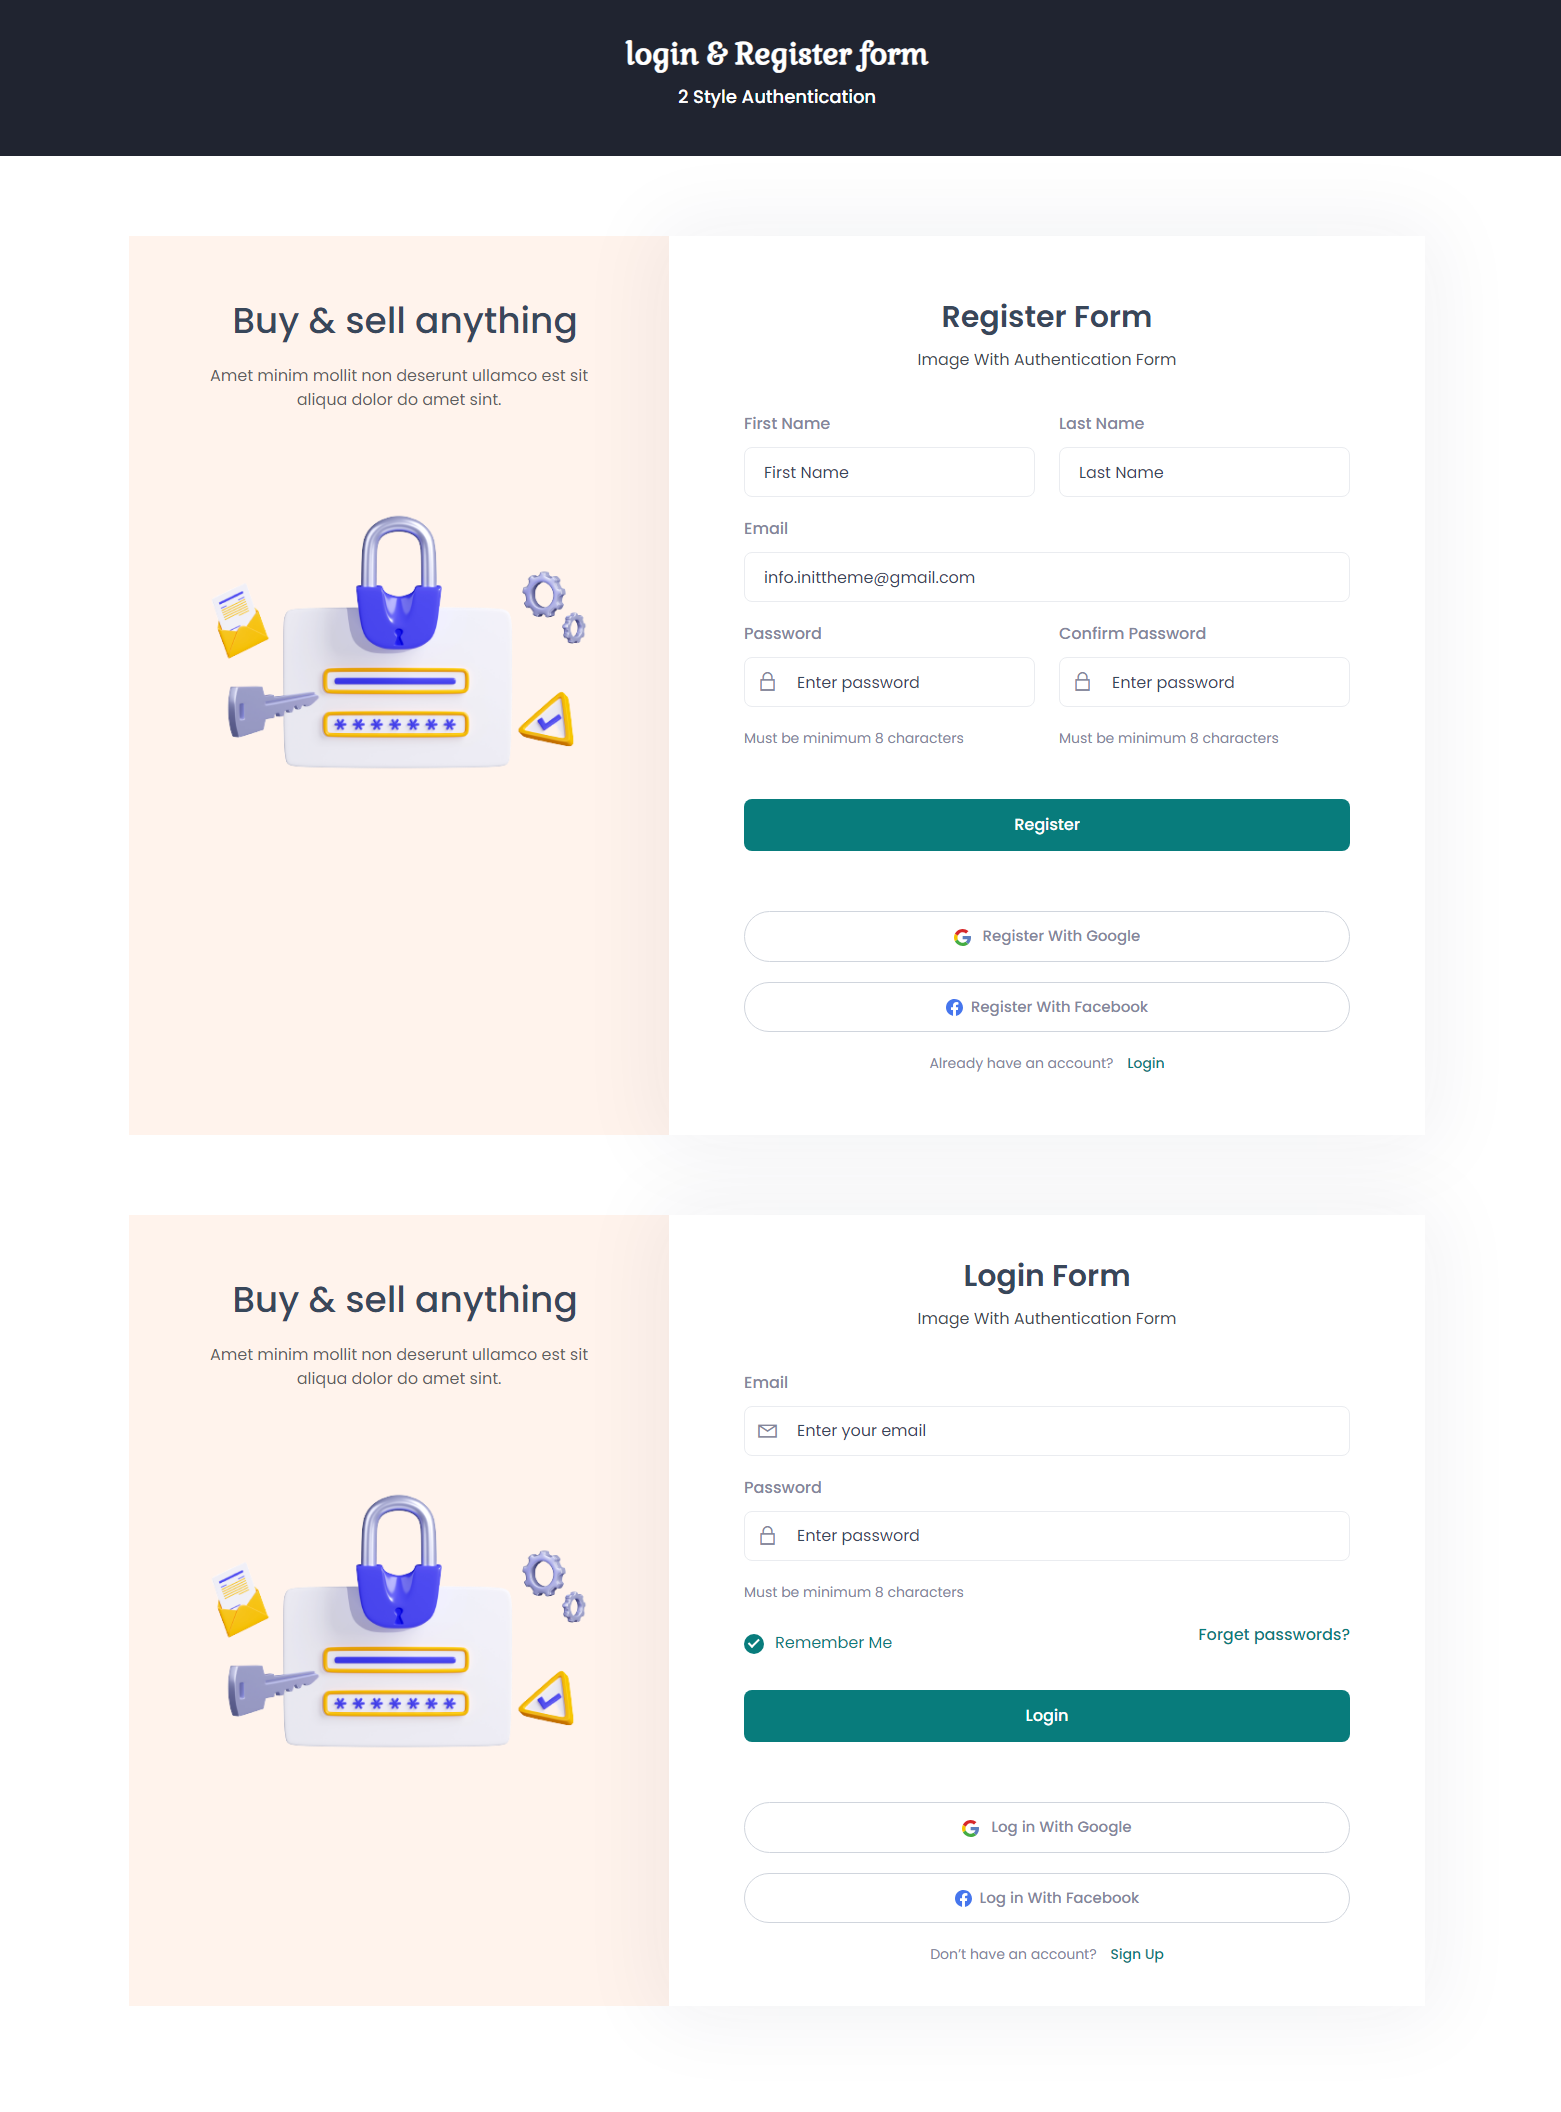 login & Register form
2 Style Authentication
Buy & sell anything
Amet minim mollit non deserunt ullamco est sit
aliqua dolor do amet sint.
* * * * * * *
Register Form
Image With Authentication Form
First Name
Last Name
First Name
Last Name
Email
info.inittheme@gmail.com
Password
Confirm Password
Enter password
Enter password
Must be minimum 8 characters
Must be minimum 8 characters
Register
Register With Google
Register With Facebook
Already have an account? Login
Buy & sell anything
Amet minim mollit non deserunt ullamco est sit
aliqua dolor do amet sint.
* * * * * * *
Login Form
Image With Authentication Form
Email
Enter your email
Password
Enter password
Must be minimum 8 characters
Remember Me
Forget passwords?
Login
Log in With Google
Log in With Facebook
Don't have an account? Sign Up